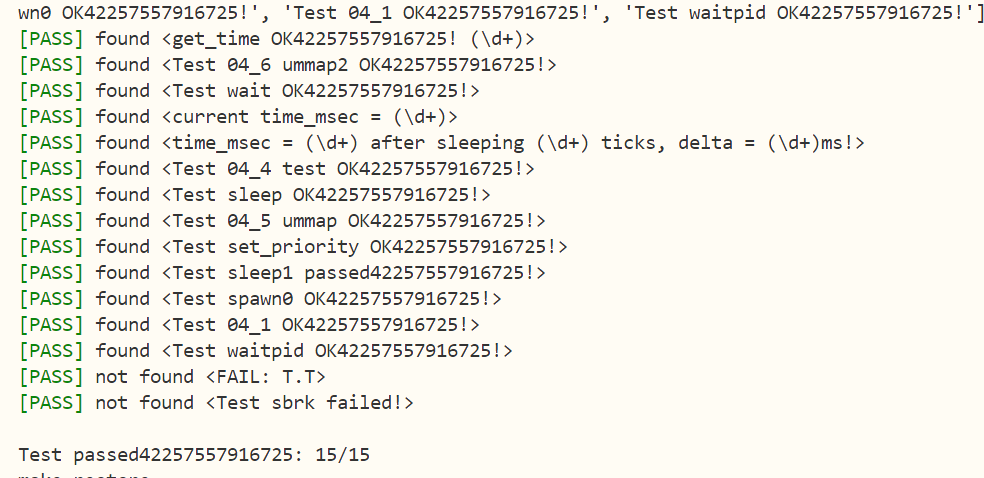 wn0 OK42257557916725!', 'Test 04_1 OK42257557916725!', 'Test waitpid OK42257557916725!']
[PASS] found <get_time OK42257557916725! (\d+)>
[PASS] found <Test 04_6 ummap2 OK42257557916725!>
[PASS] found <Test wait OK42257557916725!>
[PASS] found <current time_msec = (\d+)>
[PASS] found <time_msec = (\d+) after sleeping (\d+) ticks, delta = (\d+)ms!>
[PASS] found <Test 04_4 test OK42257557916725!>
[PASS] found <Test sleep OK42257557916725!>
[PASS] found <Test 04_5 ummap OK42257557916725!>
[PASS] found <Test set_priority OK42257557916725!>
[PASS] found <Test sleep1 passed42257557916725!>
[PASS] found <Test spawn0 OK42257557916725!>
[PASS] found <Test 04_1 OK42257557916725!>
[PASS] found <Test waitpid OK42257557916725!>
[PASS] not found <FAIL: T.T>
[PASS] not found <Test sbrk failed!>
Test passed42257557916725: 15/15